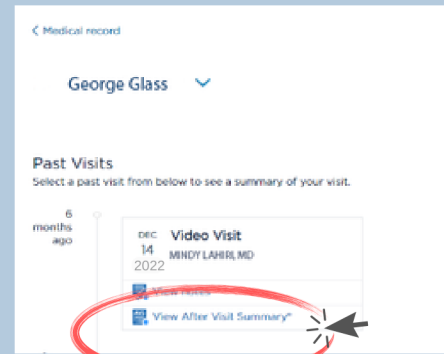 < Medical record
George Glass
Past Visits
Select a past visit from below to see a summary of your visit.
6
months
ago
DEC
14
2022
Video Visit
MINDY LAHIRI, MD
View Notes
View After Visit Summary*